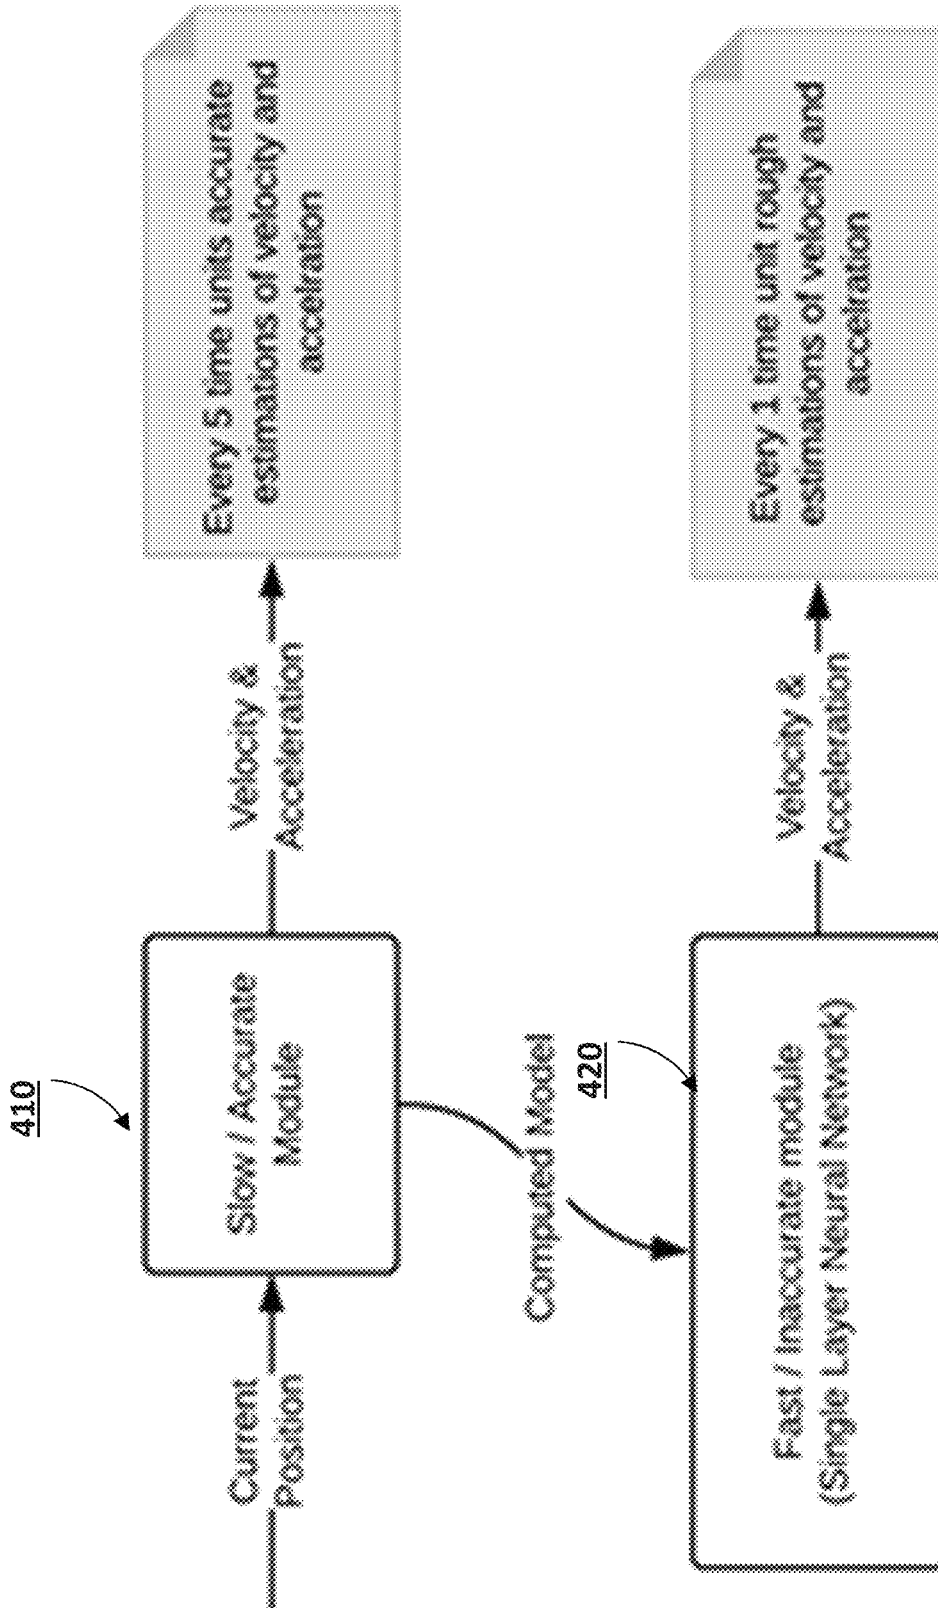 410
Current
Position
Slow / Accurate
Module
Velocity &
Acceleration
Every 5 time units accurate
estimations of velocity and
accelration
Computed Model
420
Fast / Inaccurate module
(Single Layer Neural Network)
Velocity &
Acceleration
Every 1 time unit rough
estimations of velocity and
accelration